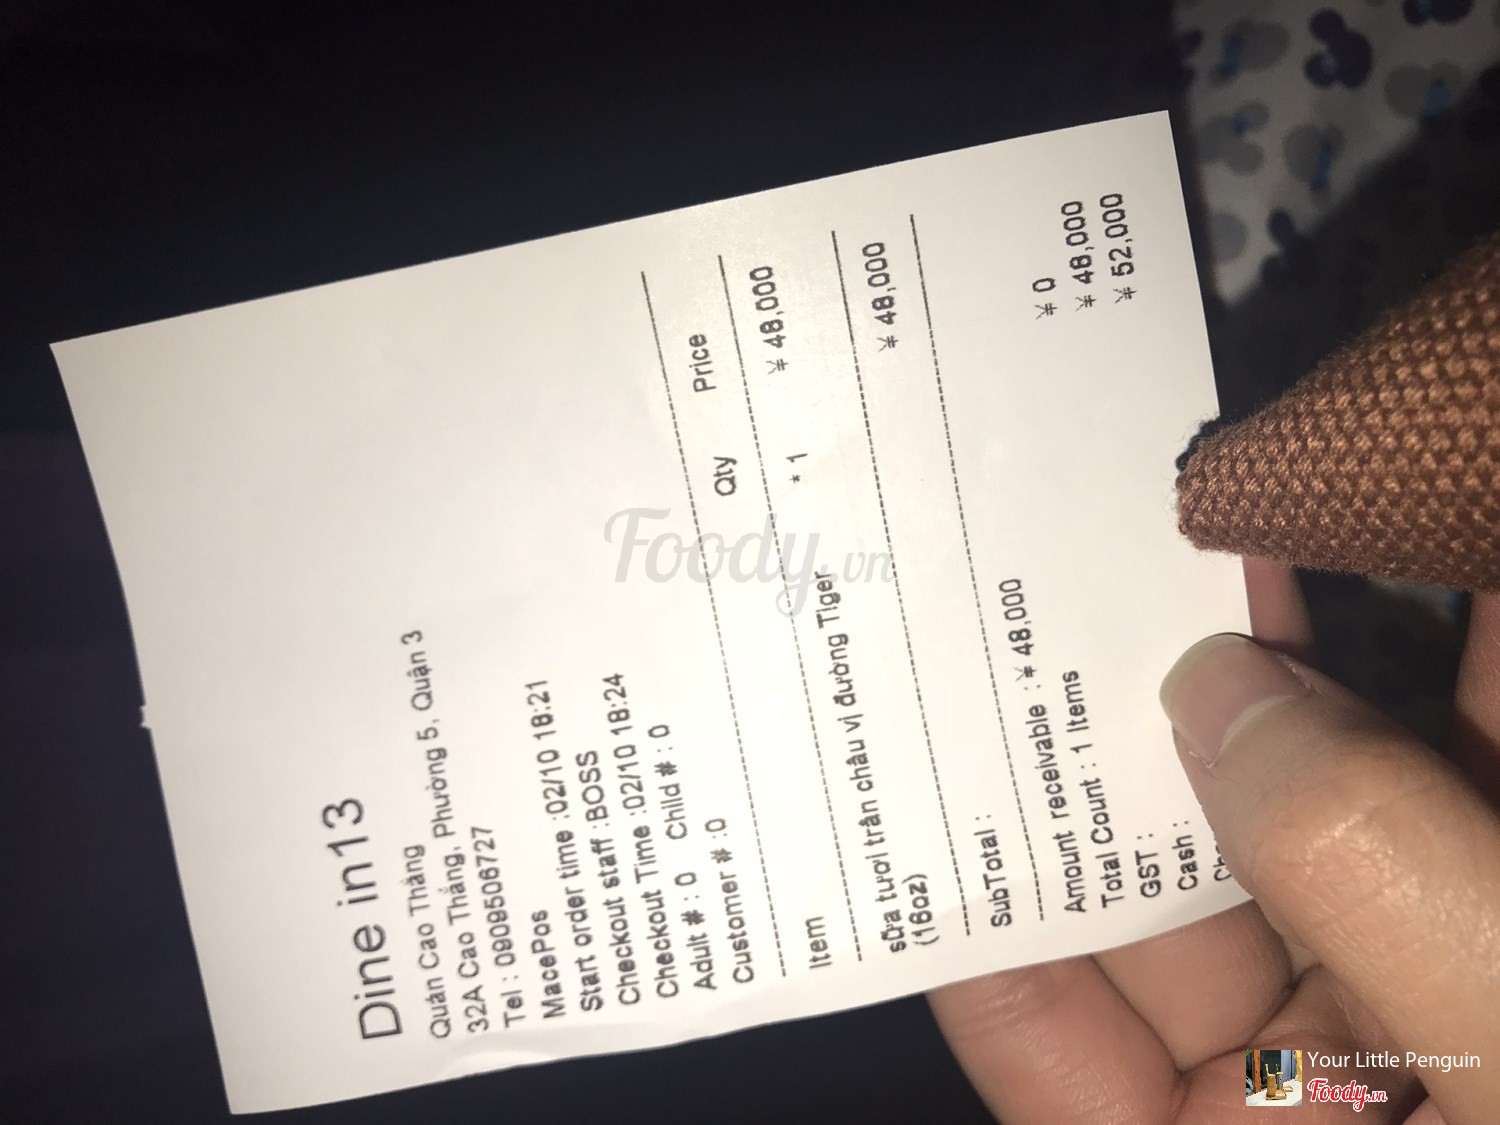 Dine in13
Quán Cao Thắng
32A Cao Thắng, Phường 5, Quận 3
Tel : 0909506727
MacePos
Start order time :02/10 18:21
Checkout staff :BOSS
Checkout Time :02/10 18:24
Adult # : 0 Child # : 0
Customer # :0
Item Qty Price
sữa tươi trân châu vị đường Tiger * 1 ¥ 48,000
(16oz)
SubTotal : ¥ 48,000
Amount receivable : ¥ 48,000
Total Count : 1 Items
GST : ¥ 0
Cash : ¥ 48,000
¥ 52,000
Foody.vn
Your Little Penguin
Foody.vn